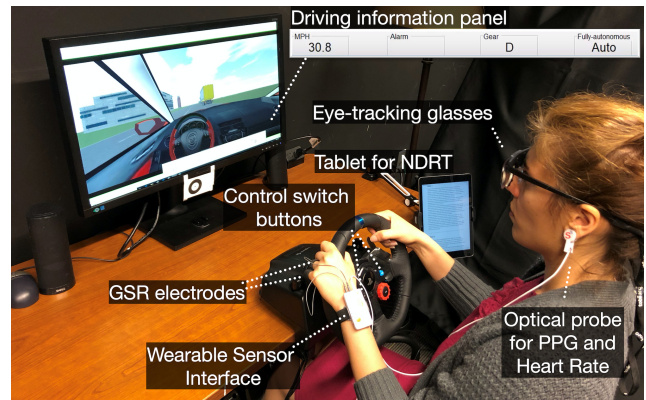 Driving information panel
MPH
30.8
Alarm
Gear
D
Fully-autonomous
Auto
Eye-tracking glasses
Tablet for NDRT
Control switch
buttons
GSR electrodes
Wearable Sensor
Interface
Optical probe
for PPG and
Heart Rate